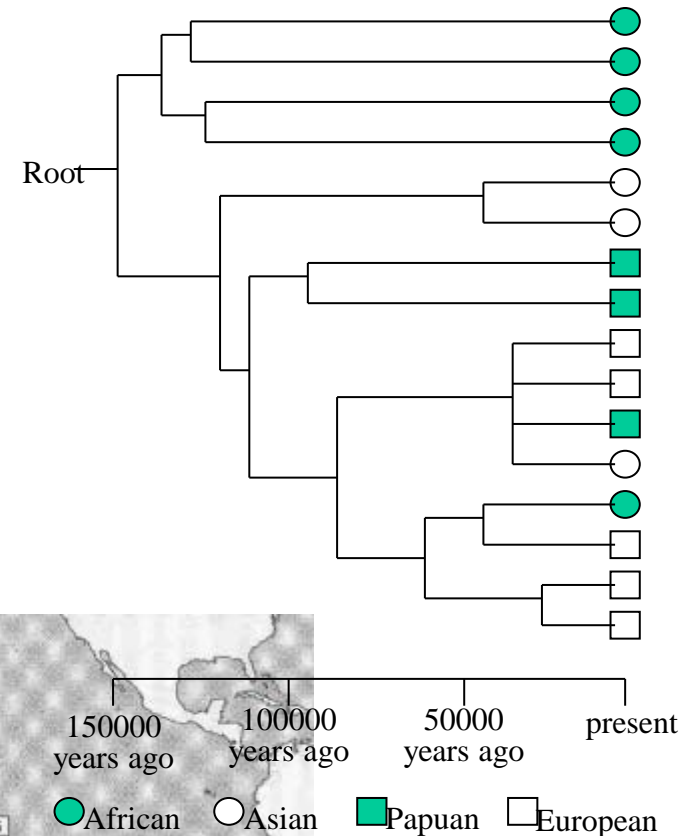 Root
150000
years ago
100000
years ago
50000
years ago
present
African
Asian
Papuan
European